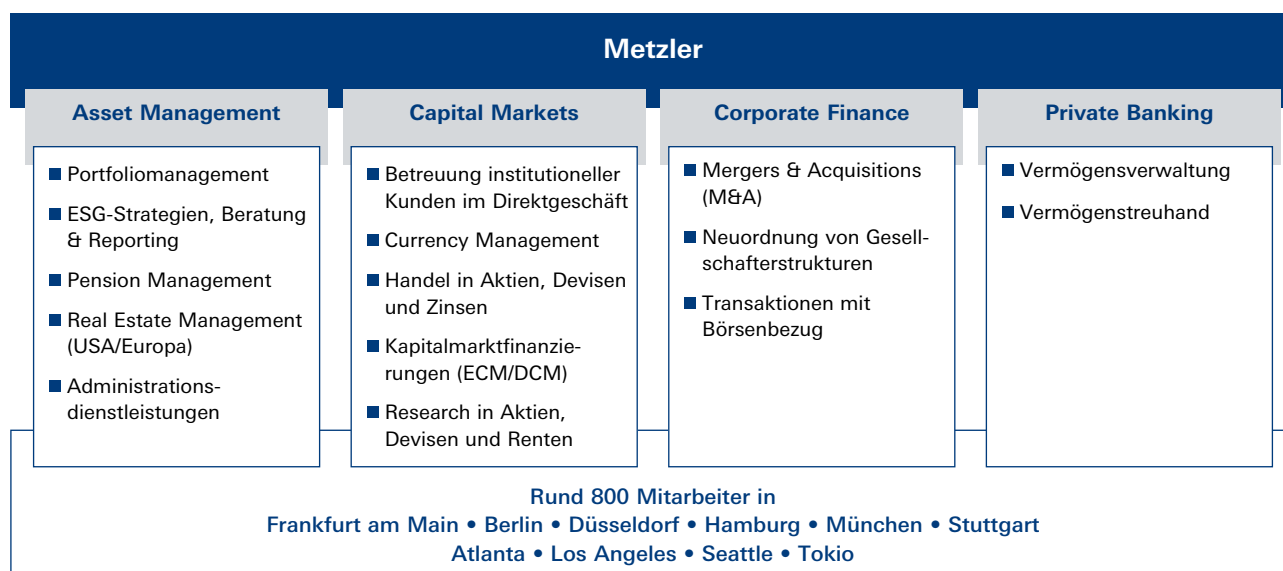 Metzler
Asset Management
Portfoliomanagement
ESG-Strategien, Beratung
& Reporting
Pension Management
Real Estate Management
(USA/Europa)
Administrations-
dienstleistungen
Capital Markets
Betreuung institutioneller
Kunden im Direktgeschäft
Currency Management
Handel in Aktien, Devisen
und Zinsen
Kapitalmarktfinanzie-
rungen (ECM/DCM)
Research in Aktien,
Devisen und Renten
Corporate Finance
Mergers & Acquisitions
(M&A)
Neuordnung von Gesell-
schafterstrukturen
Transaktionen mit
Börsenbezug
Private Banking
Vermögensverwaltung
Vermögenstreuhand
Rund 800 Mitarbeiter in
Frankfurt am Main • Berlin • Düsseldorf • Hamburg • München • Stuttgart
Atlanta • Los Angeles • Seattle • Tokio